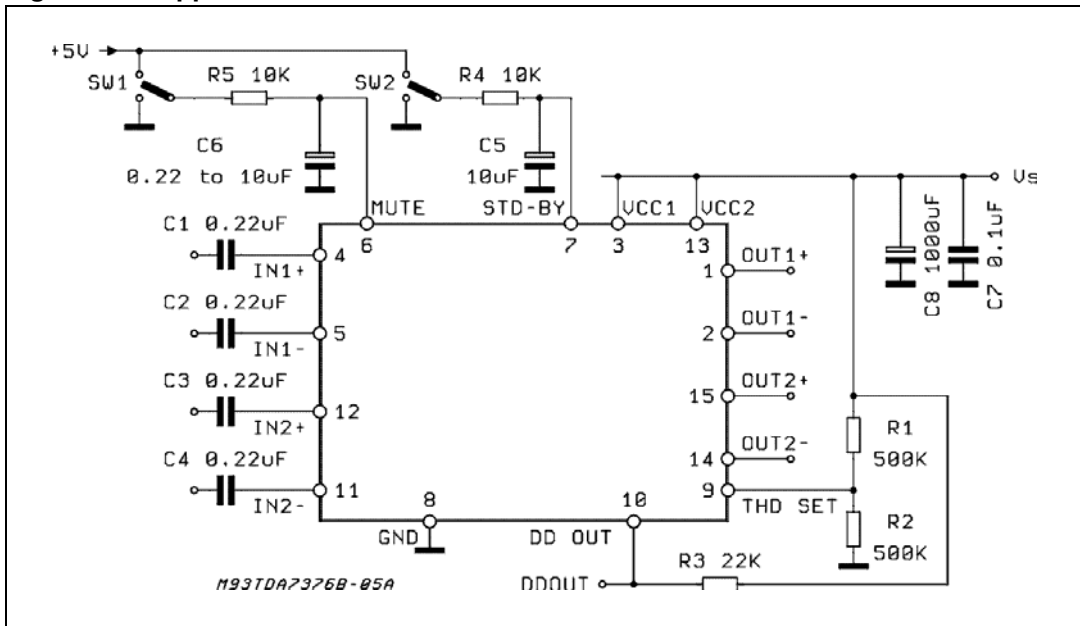 +5V
SW1
R5 10K
SW2
R4 10K
C6
0.22 to 10uF
C5
10uF
Vs
MUTE
STD-BY
VCC1
VCC2
6
7
3
13
C1 0.22uF
4
IN1+
C2 0.22uF
5
IN1-
C3 0.22uF
12
IN2+
C4 0.22uF
11
IN2-
OUT1+
1
OUT1-
2
OUT2+
15
OUT2-
14
9
THD SET
C8 1000uF
C7 0.1uF
R1
500K
R2
500K
8
GND
10
DD OUT
R3 22K
DDOUT
M93TDA7376B-05A